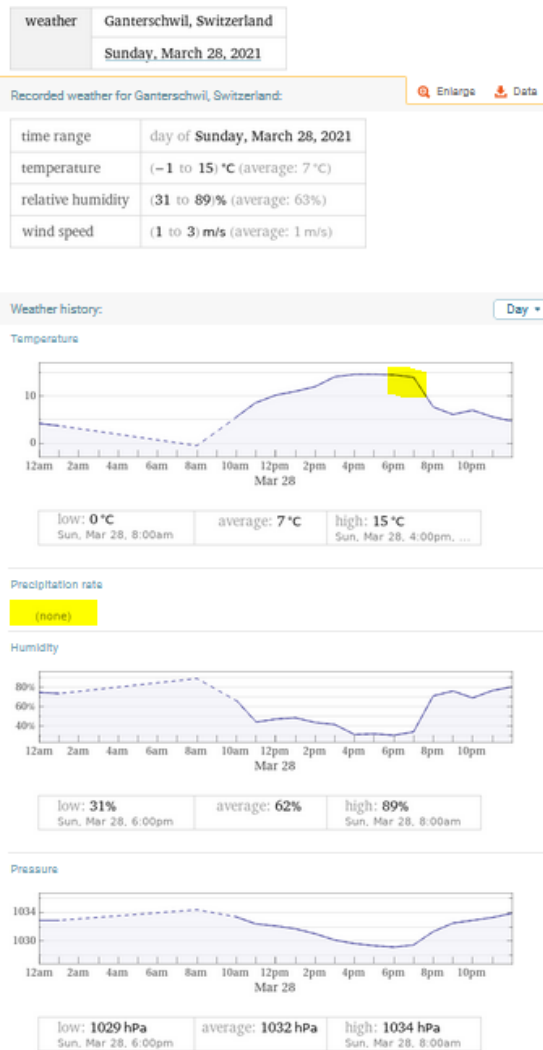 weather Ganterschwil, Switzerland
Sunday, March 28, 2021
Recorded weather for Ganterschwil, Switzerland: Enlarge Data
time range day of Sunday, March 28, 2021
temperature (−1 to 15) °C (average: 7 °C)
relative humidity (31 to 89)% (average: 63%)
wind speed (1 to 3) m/s (average: 1 m/s)
Weather history: Day
Temperature
10
0
12am 2am 4am 6am 8am 10am 12pm 2pm 4pm 6pm 8pm 10pm
Mar 28
low: 0 °C average: 7 °C high: 15 °C
Sun, Mar 28, 8:00am Sun, Mar 28, 4:00pm, ...
Precipitation rate
(none)
Humidity
80%
60%
40%
12am 2am 4am 6am 8am 10am 12pm 2pm 4pm 6pm 8pm 10pm
Mar 28
low: 31% average: 62% high: 89%
Sun, Mar 28, 6:00pm Sun, Mar 28, 8:00am
Pressure
1034
1030
12am 2am 4am 6am 8am 10am 12pm 2pm 4pm 6pm 8pm 10pm
Mar 28
low: 1029 hPa average: 1032 hPa high: 1034 hPa
Sun, Mar 28, 6:00pm Sun, Mar 28, 8:00am